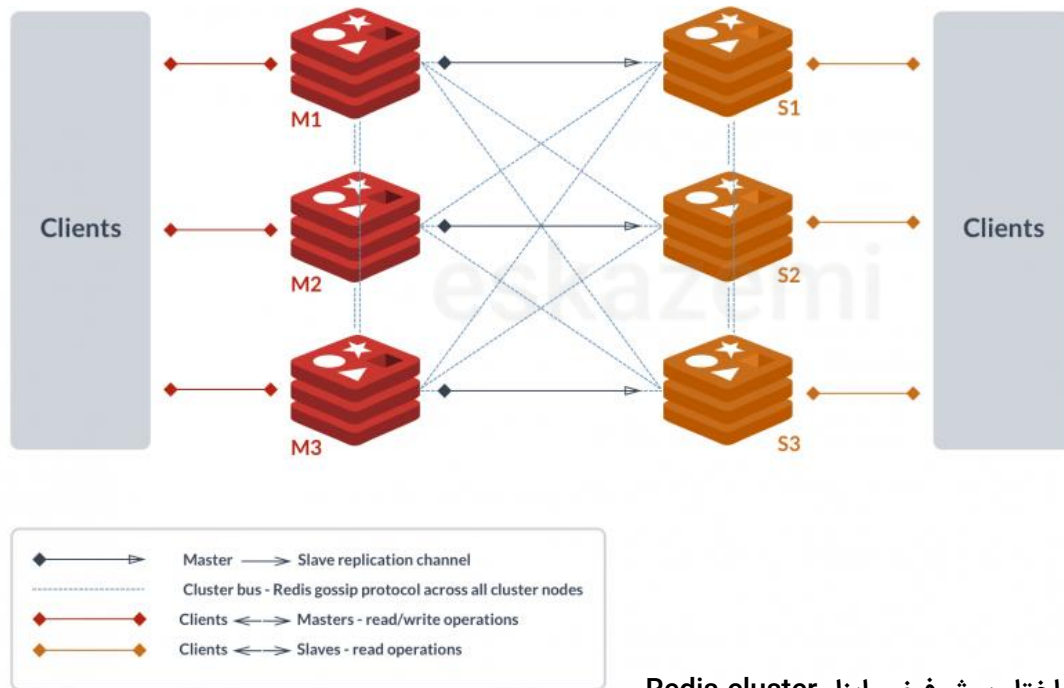 M1
S1
Clients
Clients
M2
S2
eskazemi
M3
S3
Master → Slave replication channel
Cluster bus - Redis gossip protocol across all cluster nodes
Clients <--> Masters - read/write operations
Clients <--> Slaves - read operations
Redis cluster